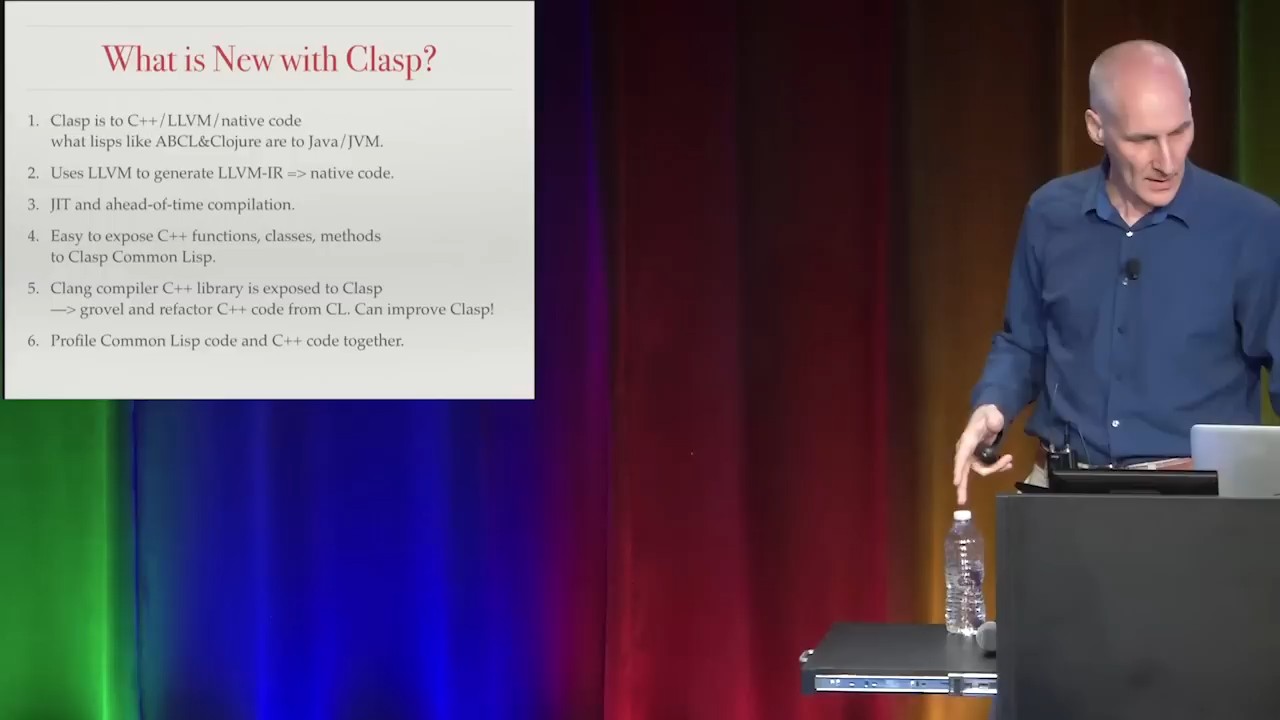 What is New with Clasp?
1. Clasp is to C++/LLVM/native code
what lisps like ABCL&Clojure are to Java/JVM.
2. Uses LLVM to generate LLVM-IR => native code.
3. JIT and ahead-of-time compilation.
4. Easy to expose C++ functions, classes, methods
to Clasp Common Lisp.
5. Clang compiler C++ library is exposed to Clasp
—> grovel and refactor C++ code from CL. Can improve Clasp!
6. Profile Common Lisp code and C++ code together.